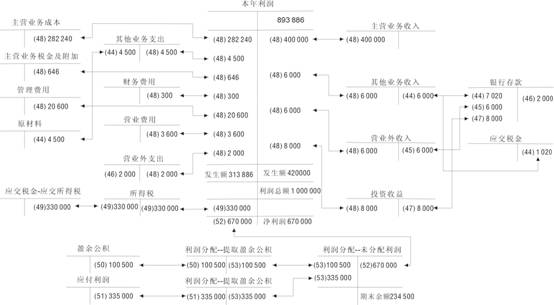 本年利润
893 886
主营业务成本
(48) 282 240
其他业务支出
(44) 4 500 (48) 4 500
(48) 282 240 (48) 400 000
主营业务收入
(48) 400 000
(48) 4 500
主营业务税金及附加
(48) 646
财务费用
(48) 300
(48) 646
(48) 6 000
其他业务收入
(48) 6 000 (44) 6 000
银行存款
(44) 7 020
(45) 6 000
(47) 8 000
(46) 2 000
管理费用
(48) 20 600
(48) 300
营业费用
(48) 3 600
(48) 20 600
(48) 6 000
原材料
(44) 4 500
(48) 3 600
营业外收入
(48) 6 000 (45) 6 000
应交税金
(44) 1 020
营业外支出
(46) 2 000 (48) 2 000
(48) 2 000
(48) 8 000
发生额 313 886 发生额 420000
利润总额 1 000 000
投资收益
(48) 8 000 (47) 8 000
应交税金-应交所得税
(49)330 000
所得税
(49)330 000 (49)330 000
(49)330 000
(52) 670 000 净利润 670 000
盈余公积
(50) 100 500
利润分配--提取盈余公积
(50) 100 500 (53)100 500
利润分配--未分配利润
(53)100 500 (52)670 000
(53)335 000
期末余额 234 500
应付利润
(51) 335 000
利润分配--提取盈余公积
(51) 335 000 (53)335 000